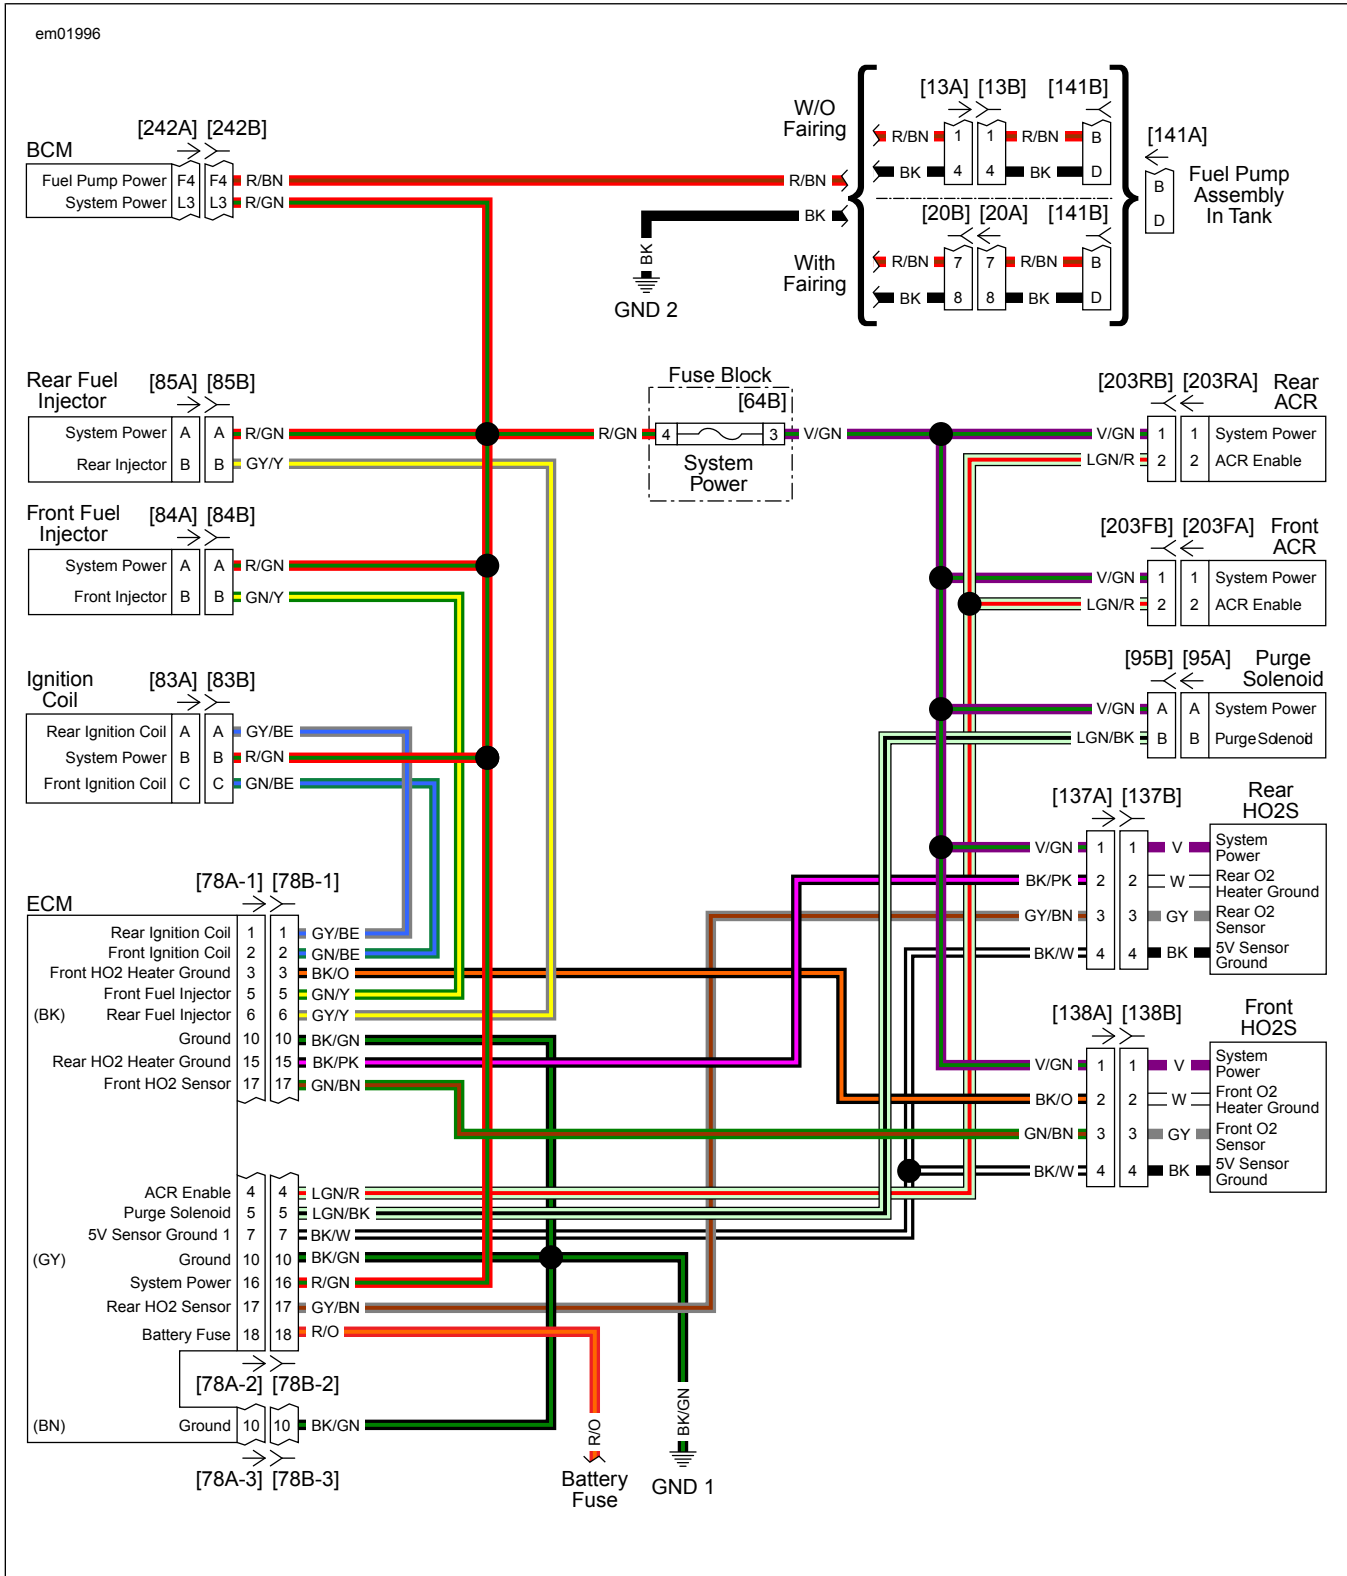 em01996
[242A] [242B]
BCM
Fuel Pump Power F4 F4 R/BN
System Power L3 L3 R/GN
R/BN
BK
BK
GND 2
W/O
Fairing
[13A] [13B] [141B]
R/BN 1 1 R/BN B
BK 4 4 BK D
[20B] [20A] [141B]
With
Fairing
R/BN 7 7 R/BN B
BK 8 8 BK D
[141A]
B
D
Fuel Pump
Assembly
In Tank
Rear Fuel
Injector
[85A] [85B]
System Power A A R/GN
Rear Injector B B GY/Y
Fuse Block
[64B]
R/GN 4 3 V/GN
System
Power
[203RB] [203RA] Rear
ACR
V/GN 1 1 System Power
LGN/R 2 2 ACR Enable
Front Fuel
Injector
[84A] [84B]
System Power A A R/GN
Front Injector B B GN/Y
[203FB] [203FA] Front
ACR
V/GN 1 1 System Power
LGN/R 2 2 ACR Enable
Ignition
Coil
[83A] [83B]
Rear Ignition Coil A A GY/BE
System Power B B R/GN
Front Ignition Coil C C GN/BE
[95B] [95A] Purge
Solenoid
V/GN A A System Power
LGN/BK B B Purge Solenoid
[137A] [137B] Rear
HO2S
V/GN 1 1 V System
Power
BK/PK 2 2 W Rear O2
Heater Ground
GY/BN 3 3 GY Rear O2
Sensor
BK/W 4 4 BK 5V Sensor
Ground
[138A] [138B] Front
HO2S
V/GN 1 1 V System
Power
BK/O 2 2 W Front O2
Heater Ground
GN/BN 3 3 GY Front O2
Sensor
BK/W 4 4 BK 5V Sensor
Ground
[78A-1] [78B-1]
ECM
Rear Ignition Coil 1 1 GY/BE
Front Ignition Coil 2 2 GN/BE
Front HO2 Heater Ground 3 3 BK/O
Front Fuel Injector 5 5 GN/Y
(BK) Rear Fuel Injector 6 6 GY/Y
Ground 10 10 BK/GN
Rear HO2 Heater Ground 15 15 BK/PK
Front HO2 Sensor 17 17 GN/BN
ACR Enable 4 4 LGN/R
Purge Solenoid 5 5 LGN/BK
5V Sensor Ground 1 7 7 BK/W
(GY) Ground 10 10 BK/GN
System Power 16 16 R/GN
Rear HO2 Sensor 17 17 GY/BN
Battery Fuse 18 18 R/O
[78A-2] [78B-2]
(BN) Ground 10 10 BK/GN
[78A-3] [78B-3]
R/O
Battery
Fuse
BK/GN
GND 1